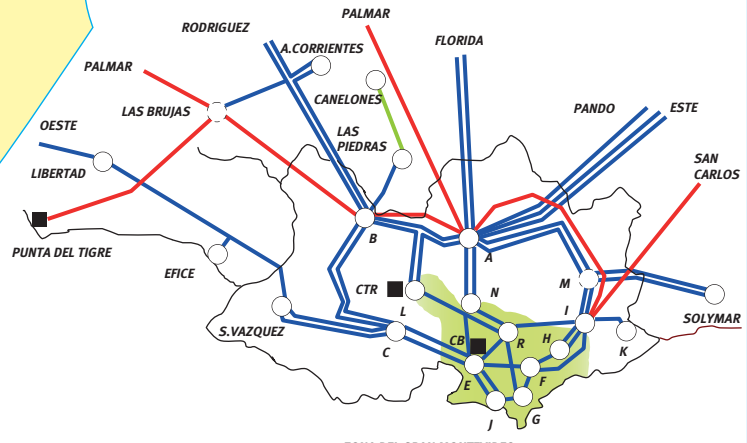 PALMAR
RODRIGUEZ
FLORIDA
A.CORRIENTES
PALMAR
CANELONES
PANDO
ESTE
LAS BRUJAS
OESTE
LAS
PIEDRAS
SAN
CARLOS
LIBERTAD
B
A
PUNTA DEL TIGRE
EFICE
M
CTR
N
L
I
SOLYMAR
S.VAZQUEZ
CB
R
H
K
C
E
F
J
G